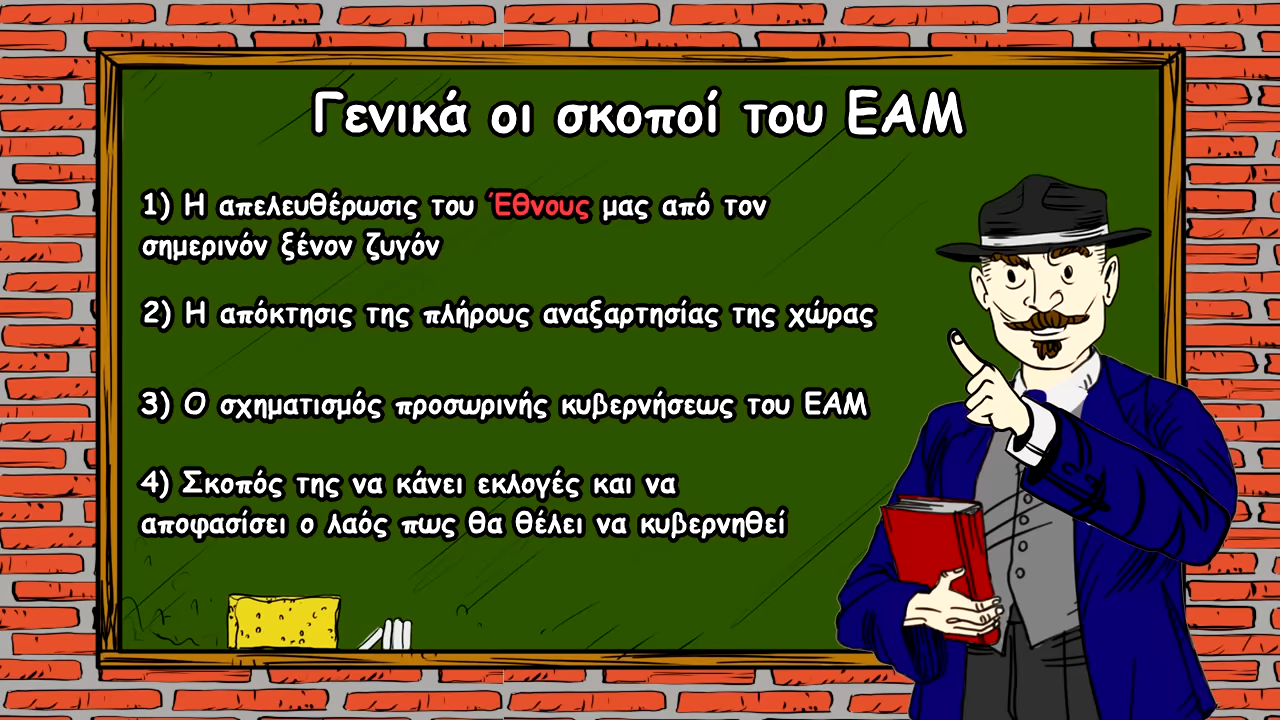 Γενικά οι σκοποί του ΕΑΜ
1) Η απελευθέρωσις του Έθνους μας από τον
σημερινόν ξένον ζυγόν
2) Η απόκτησις της πλήρους αναξαρτησίας της χώρας
3) Ο σχηματισμός προσωρινής κυβερνήσεως του ΕΑΜ
4) Σκοπός της να κάνει εκλογές και να
αποφασίσει ο λαός πως θα θέλει να κυβερνηθεί